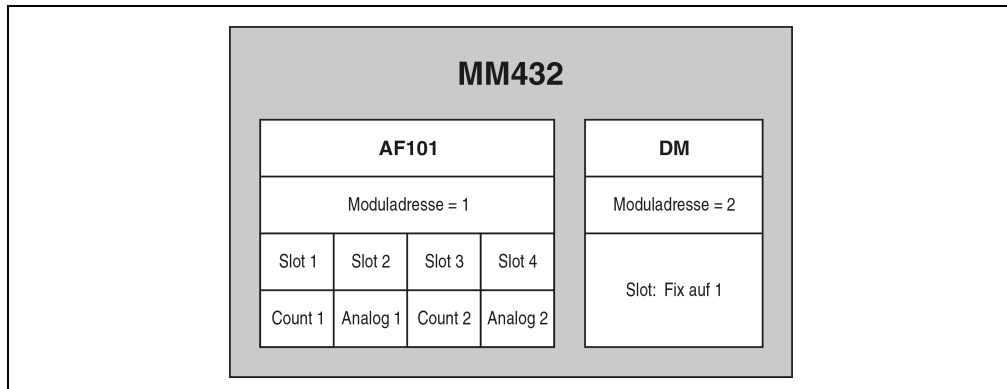 MM432
AF101
Moduladresse = 1
Slot 1
Slot 2
Slot 3
Slot 4
Count 1
Analog 1
Count 2
Analog 2
DM
Moduladresse = 2
Slot: Fix auf 1